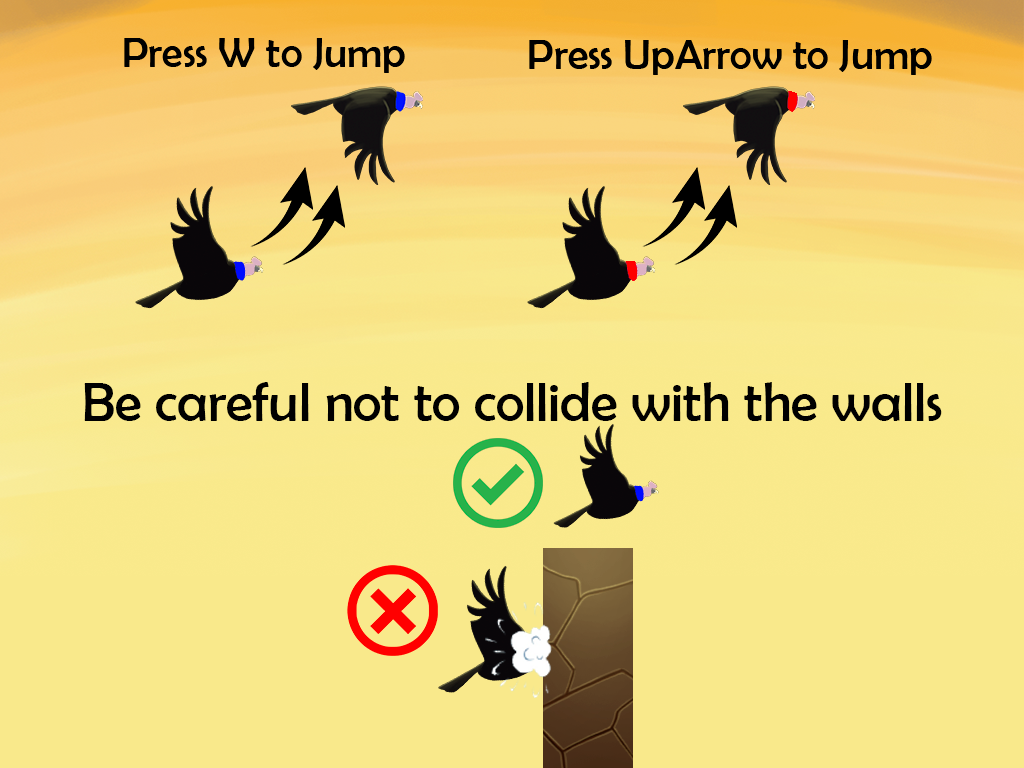 Press W to Jump
Press UpArrow to Jump
Be careful not to collide with the walls